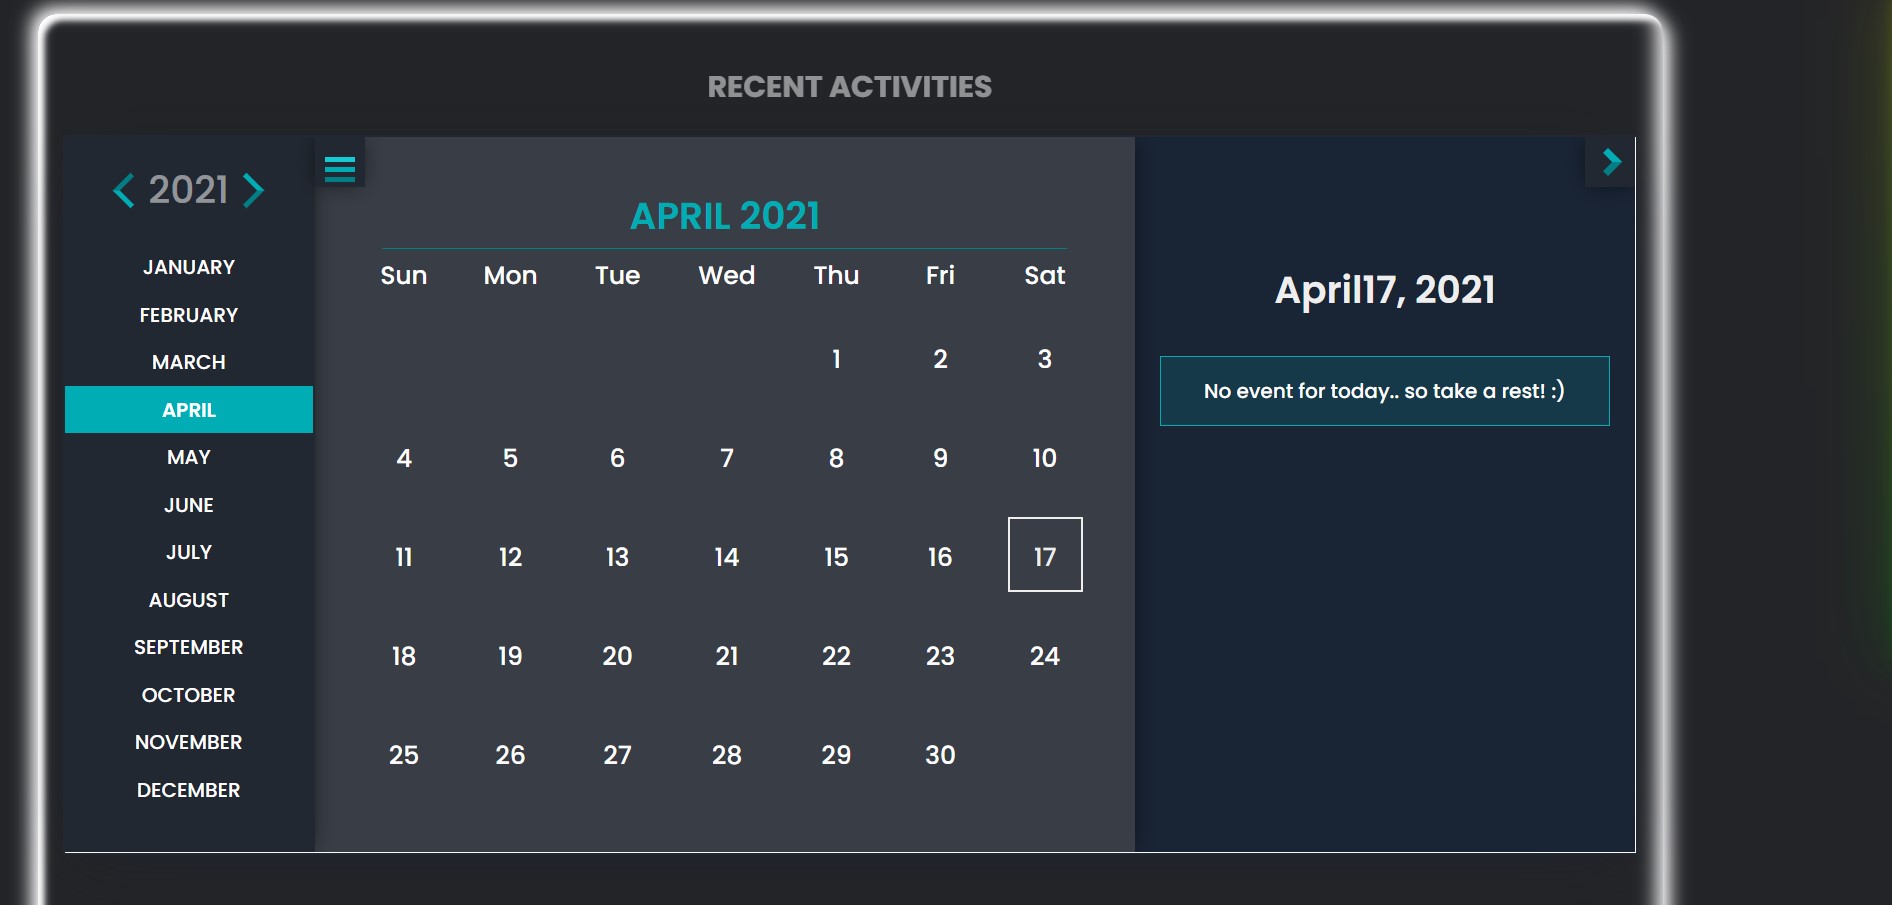 RECENT ACTIVITIES
2021
JANUARY
FEBRUARY
MARCH
APRIL
MAY
JUNE
JULY
AUGUST
SEPTEMBER
OCTOBER
NOVEMBER
DECEMBER
APRIL 2021
Sun Mon Tue Wed Thu Fri Sat
1 2 3
4 5 6 7 8 9 10
11 12 13 14 15 16 17
18 19 20 21 22 23 24
25 26 27 28 29 30
April17, 2021
No event for today.. so take a rest! :)